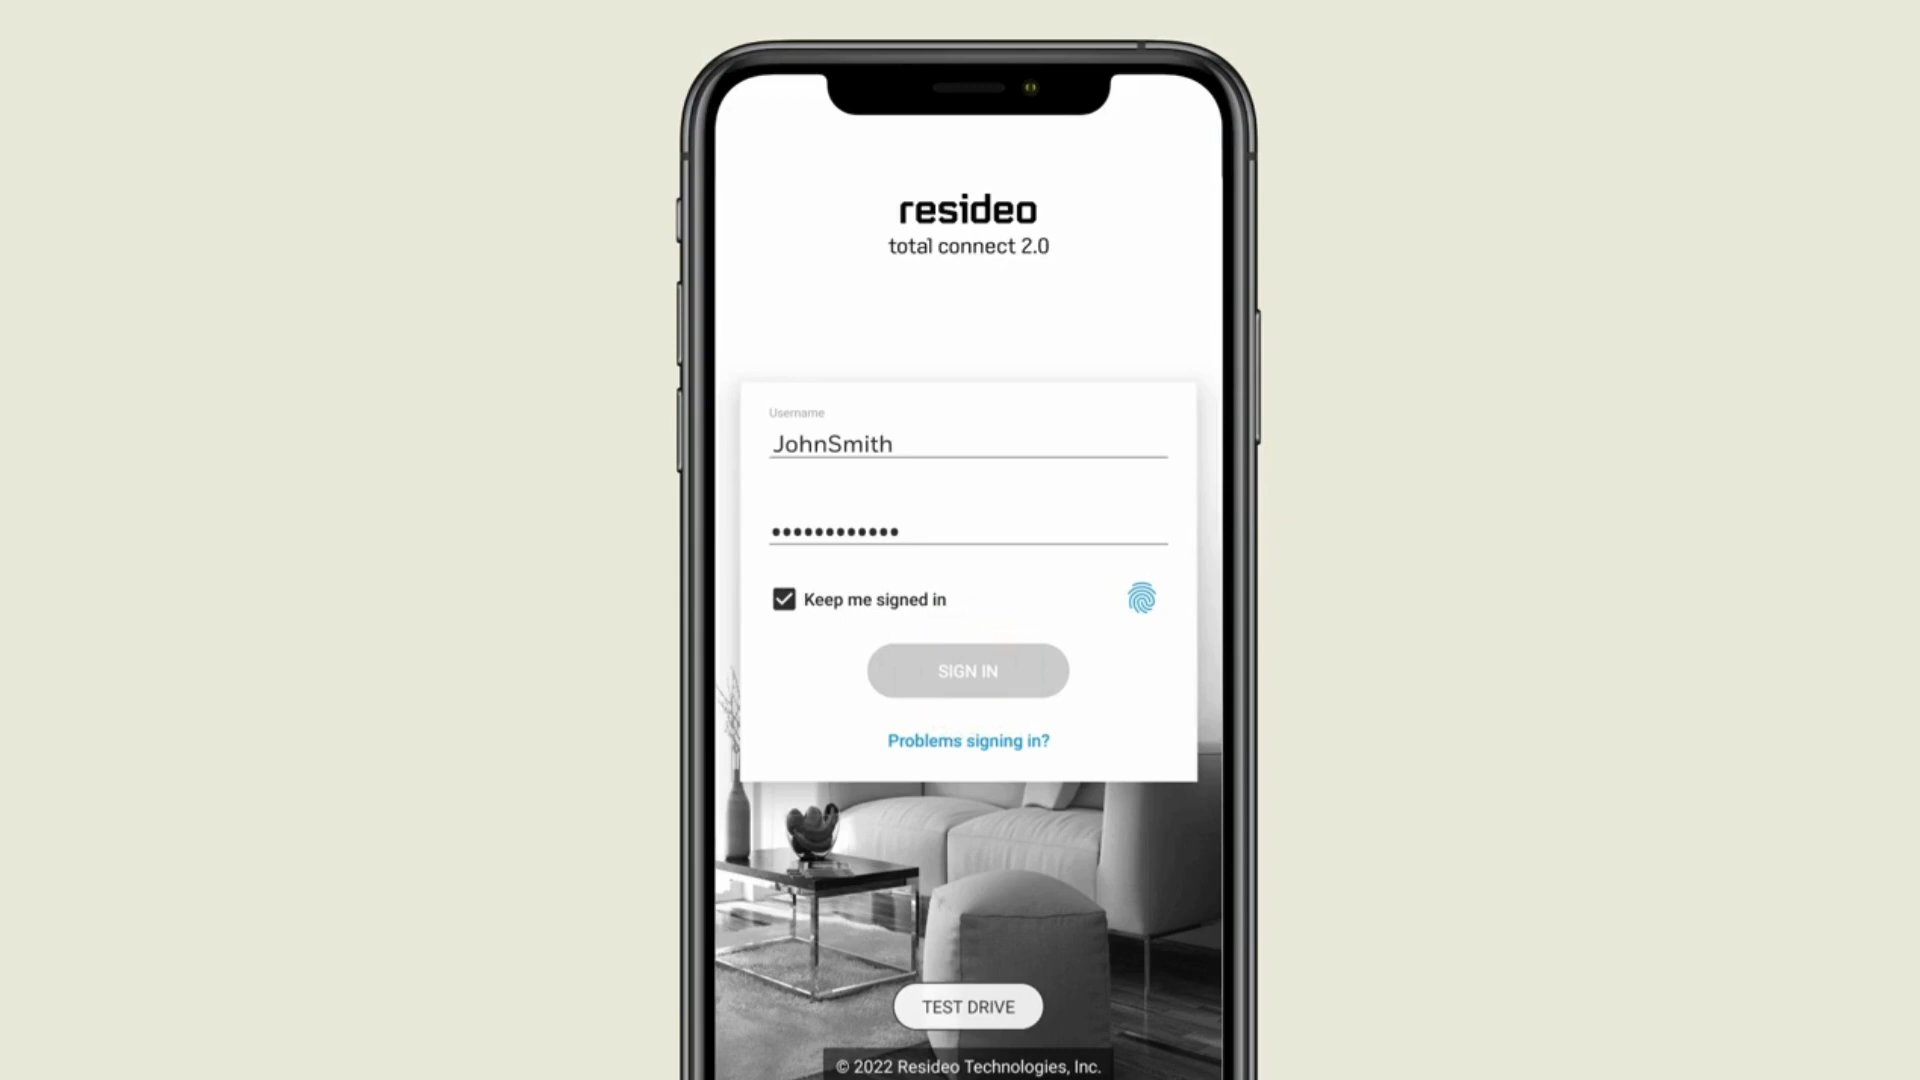 resideo
total connect 2.0
Username
JohnSmith
••••••••••••
Keep me signed in
SIGN IN
Problems signing in?
TEST DRIVE
© 2022 Resideo Technologies, Inc.